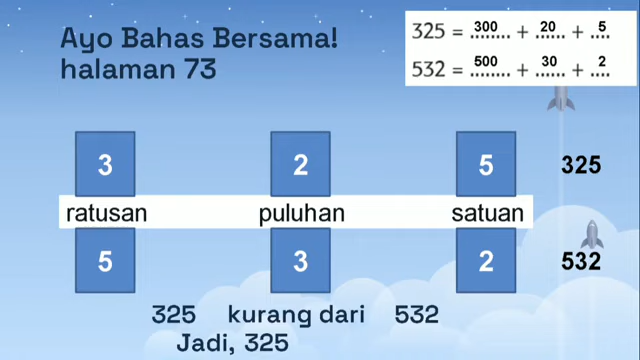 Ayo Bahas Bersama!
halaman 73
325 = 300 + 20 + 5
532 = 500 + 30 + 2
3 2 5 325
ratusan puluhan satuan
5 3 2 532
325 kurang dari 532
Jadi, 325